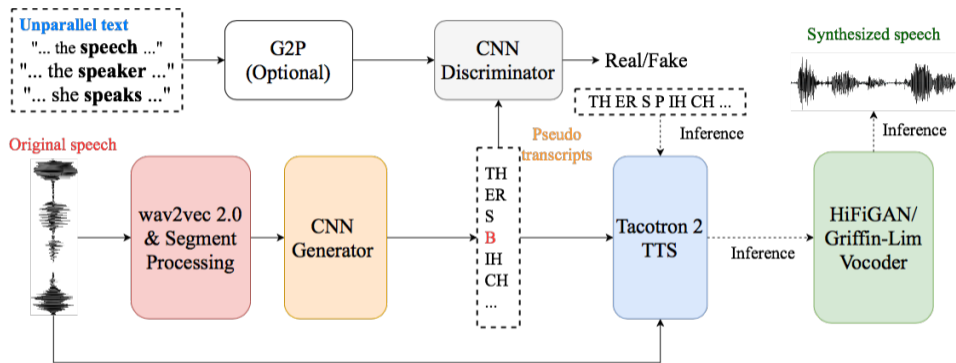 Unparallel text
"... the speech ..."
"... the speaker ..."
"... she speaks ..."
G2P
(Optional)
CNN
Discriminator
Real/Fake
Synthesized speech
TH ER S P IH CH ...
Inference
Inference
Original speech
Pseudo
transcripts
wav2vec 2.0
& Segment
Processing
CNN
Generator
TH
ER
S
B
IH
CH
...
Tacotron 2
TTS
Inference
HiFiGAN/
Griffin-Lim
Vocoder